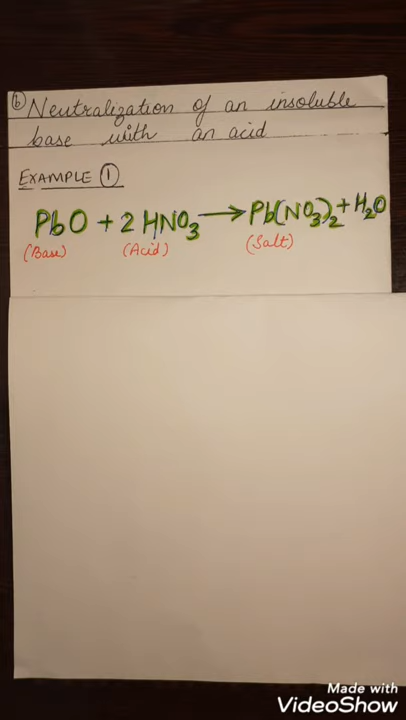 (b) Neutralization of an insoluble
base with an acid
EXAMPLE (1)
PbO + 2 HNO₃ → Pb(NO₃)₂ + H₂O
(Base) (Acid) (Salt)
Made with
VideoShow